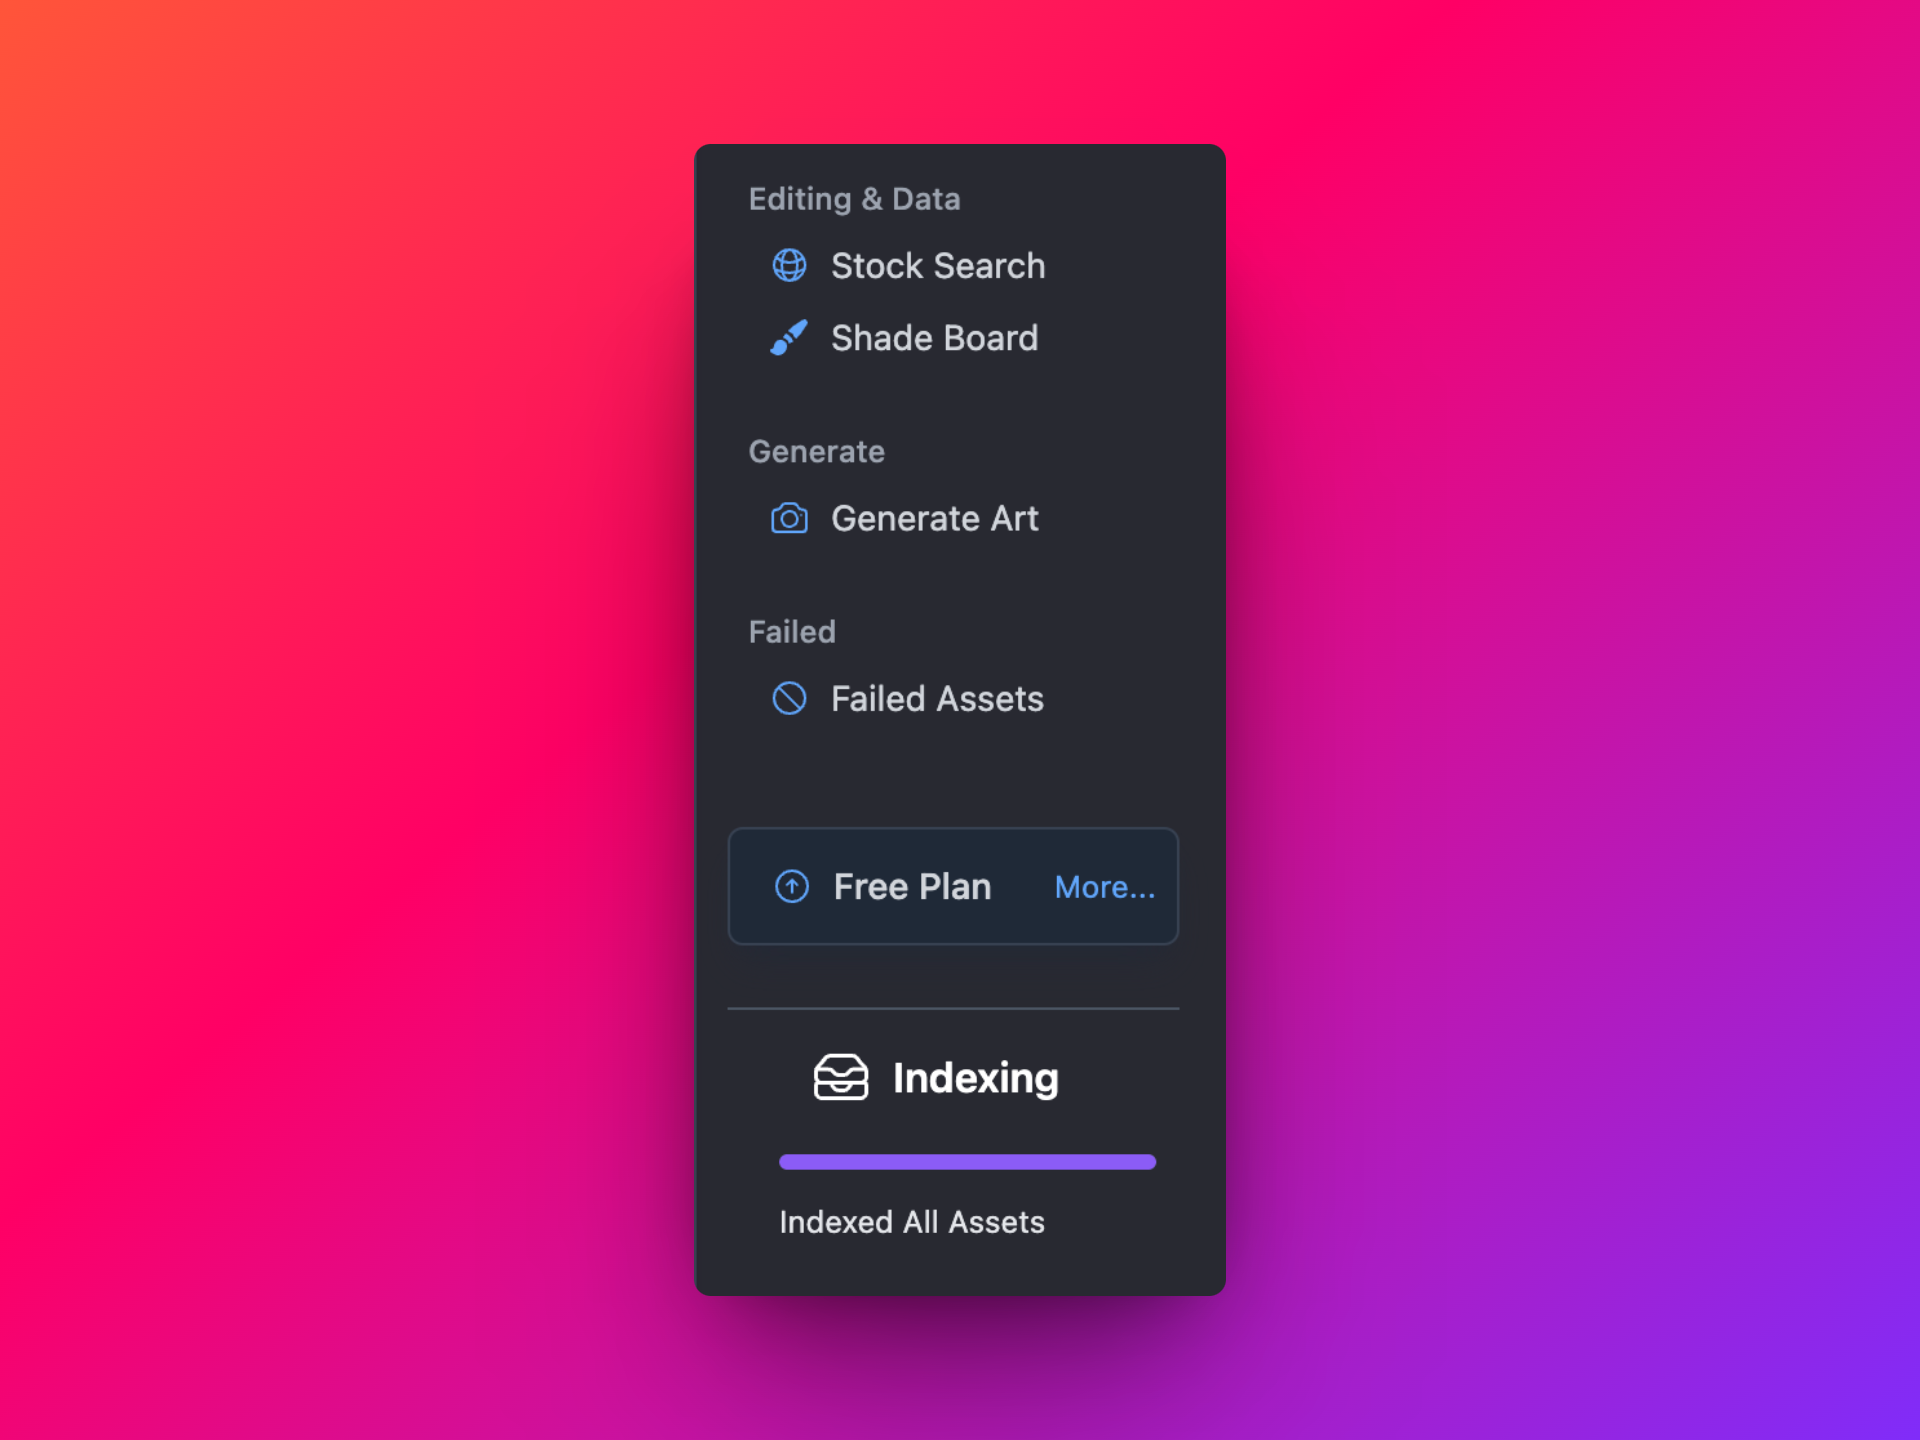 Editing & Data
Stock Search
Shade Board
Generate
Generate Art
Failed
Failed Assets
Free Plan More...
Indexing
Indexed All Assets